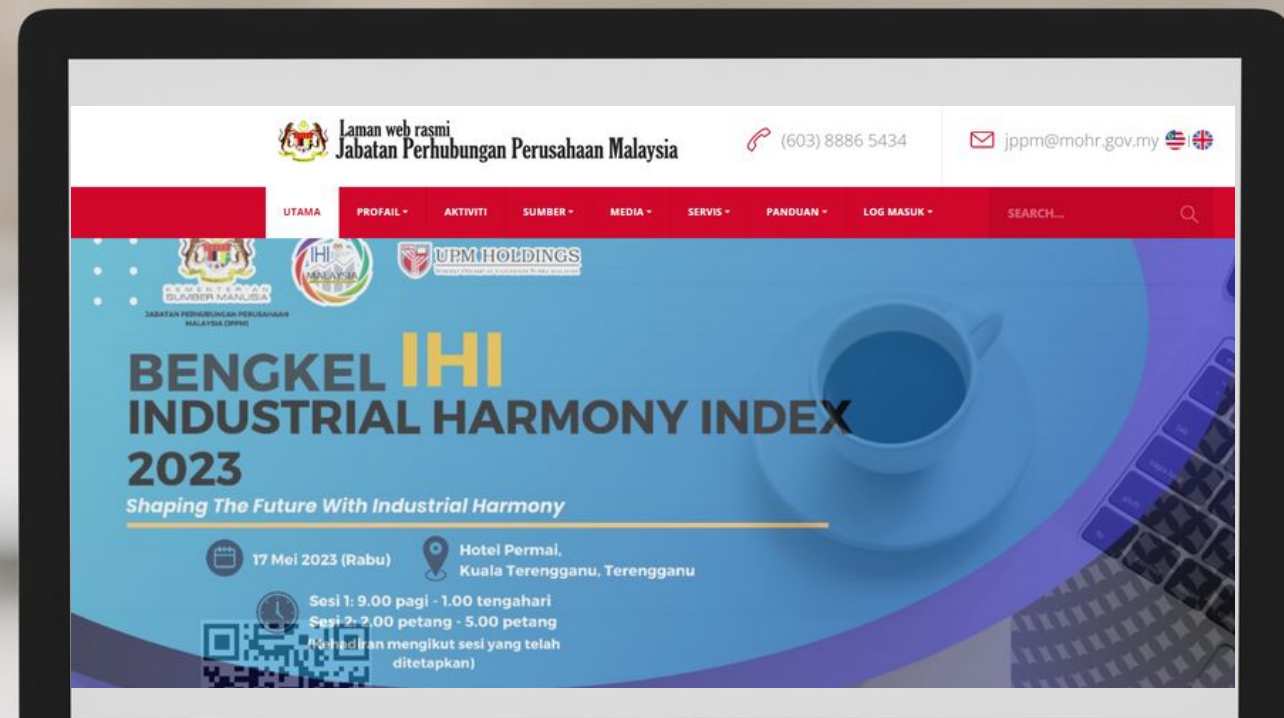 Laman web rasmi
Jabatan Perhubungan Perusahaan Malaysia
(603) 8886 5434
jppm@mohr.gov.my
UTAMA PROFAIL AKTIVITI SUMBER MEDIA SERVIS PANDUAN LOG MASUK SEARCH...
IHI
MALAYSIA
UPM HOLDINGS
KEMENTERIAN
SUMBER MANUSIA
JABATAN PERHUBUNGAN PERUSAHAAN
MALAYSIA (JPPM)
BENGKEL IHI
INDUSTRIAL HARMONY INDEX
2023
Shaping The Future With Industrial Harmony
17 Mei 2023 (Rabu)
Hotel Permai,
Kuala Terengganu, Terengganu
Sesi 1: 9.00 pagi - 1.00 tengahari
Sesi 2: 2.00 petang - 5.00 petang
(Kehadiran mengikut sesi yang telah
ditetapkan)